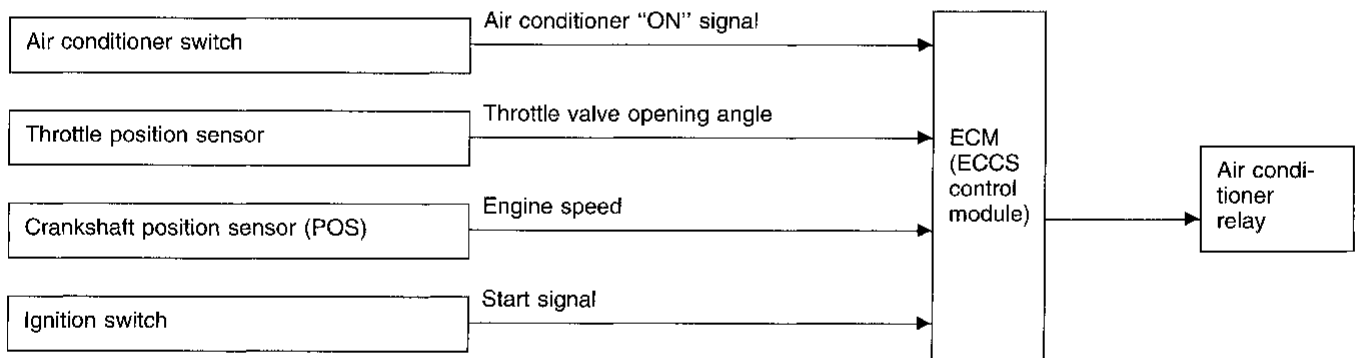 Air conditioner switch
Air conditioner “ON” signal
Throttle position sensor
Throttle valve opening angle
Crankshaft position sensor (POS)
Engine speed
Ignition switch
Start signal
ECM
(ECCS
control
module)
Air condi-
tioner
relay